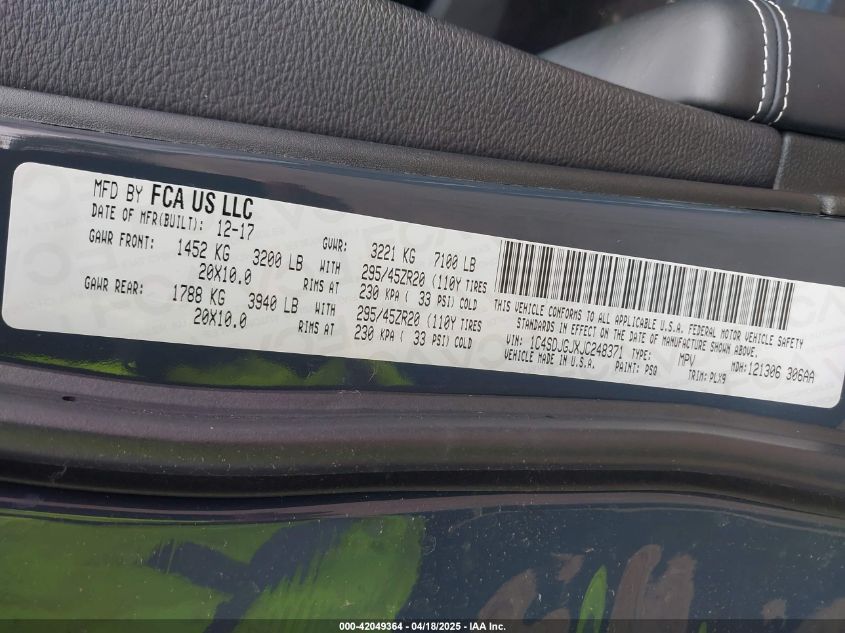 MFD BY FCA US LLC
DATE OF MFR(BUILT): 12-17
GVWR: 3221 KG 7100 LB
GAWR FRONT: 1452 KG 3200 LB WITH 295/45ZR20 (110Y TIRES
20X10.0 RIMS AT 230 KPA ( 33 PSI) COLD
GAWR REAR: 1788 KG 3940 LB WITH 295/45ZR20 (110Y TIRES
20X10.0 RIMS AT 230 KPA ( 33 PSI) COLD
THIS VEHICLE CONFORMS TO ALL APPLICABLE U.S.A. FEDERAL MOTOR VEHICLE SAFETY
STANDARDS IN EFFECT ON THE DATE OF MANUFACTURE SHOWN ABOVE.
VIN: 1C4SDJGJXJC248371 TYPE: MPV MDH: 121306 306AA
VEHICLE MADE IN U.S.A. PAINT: PS8 TRIM: PLX9
000-42049364 - 04/18/2025 - IAA Inc.